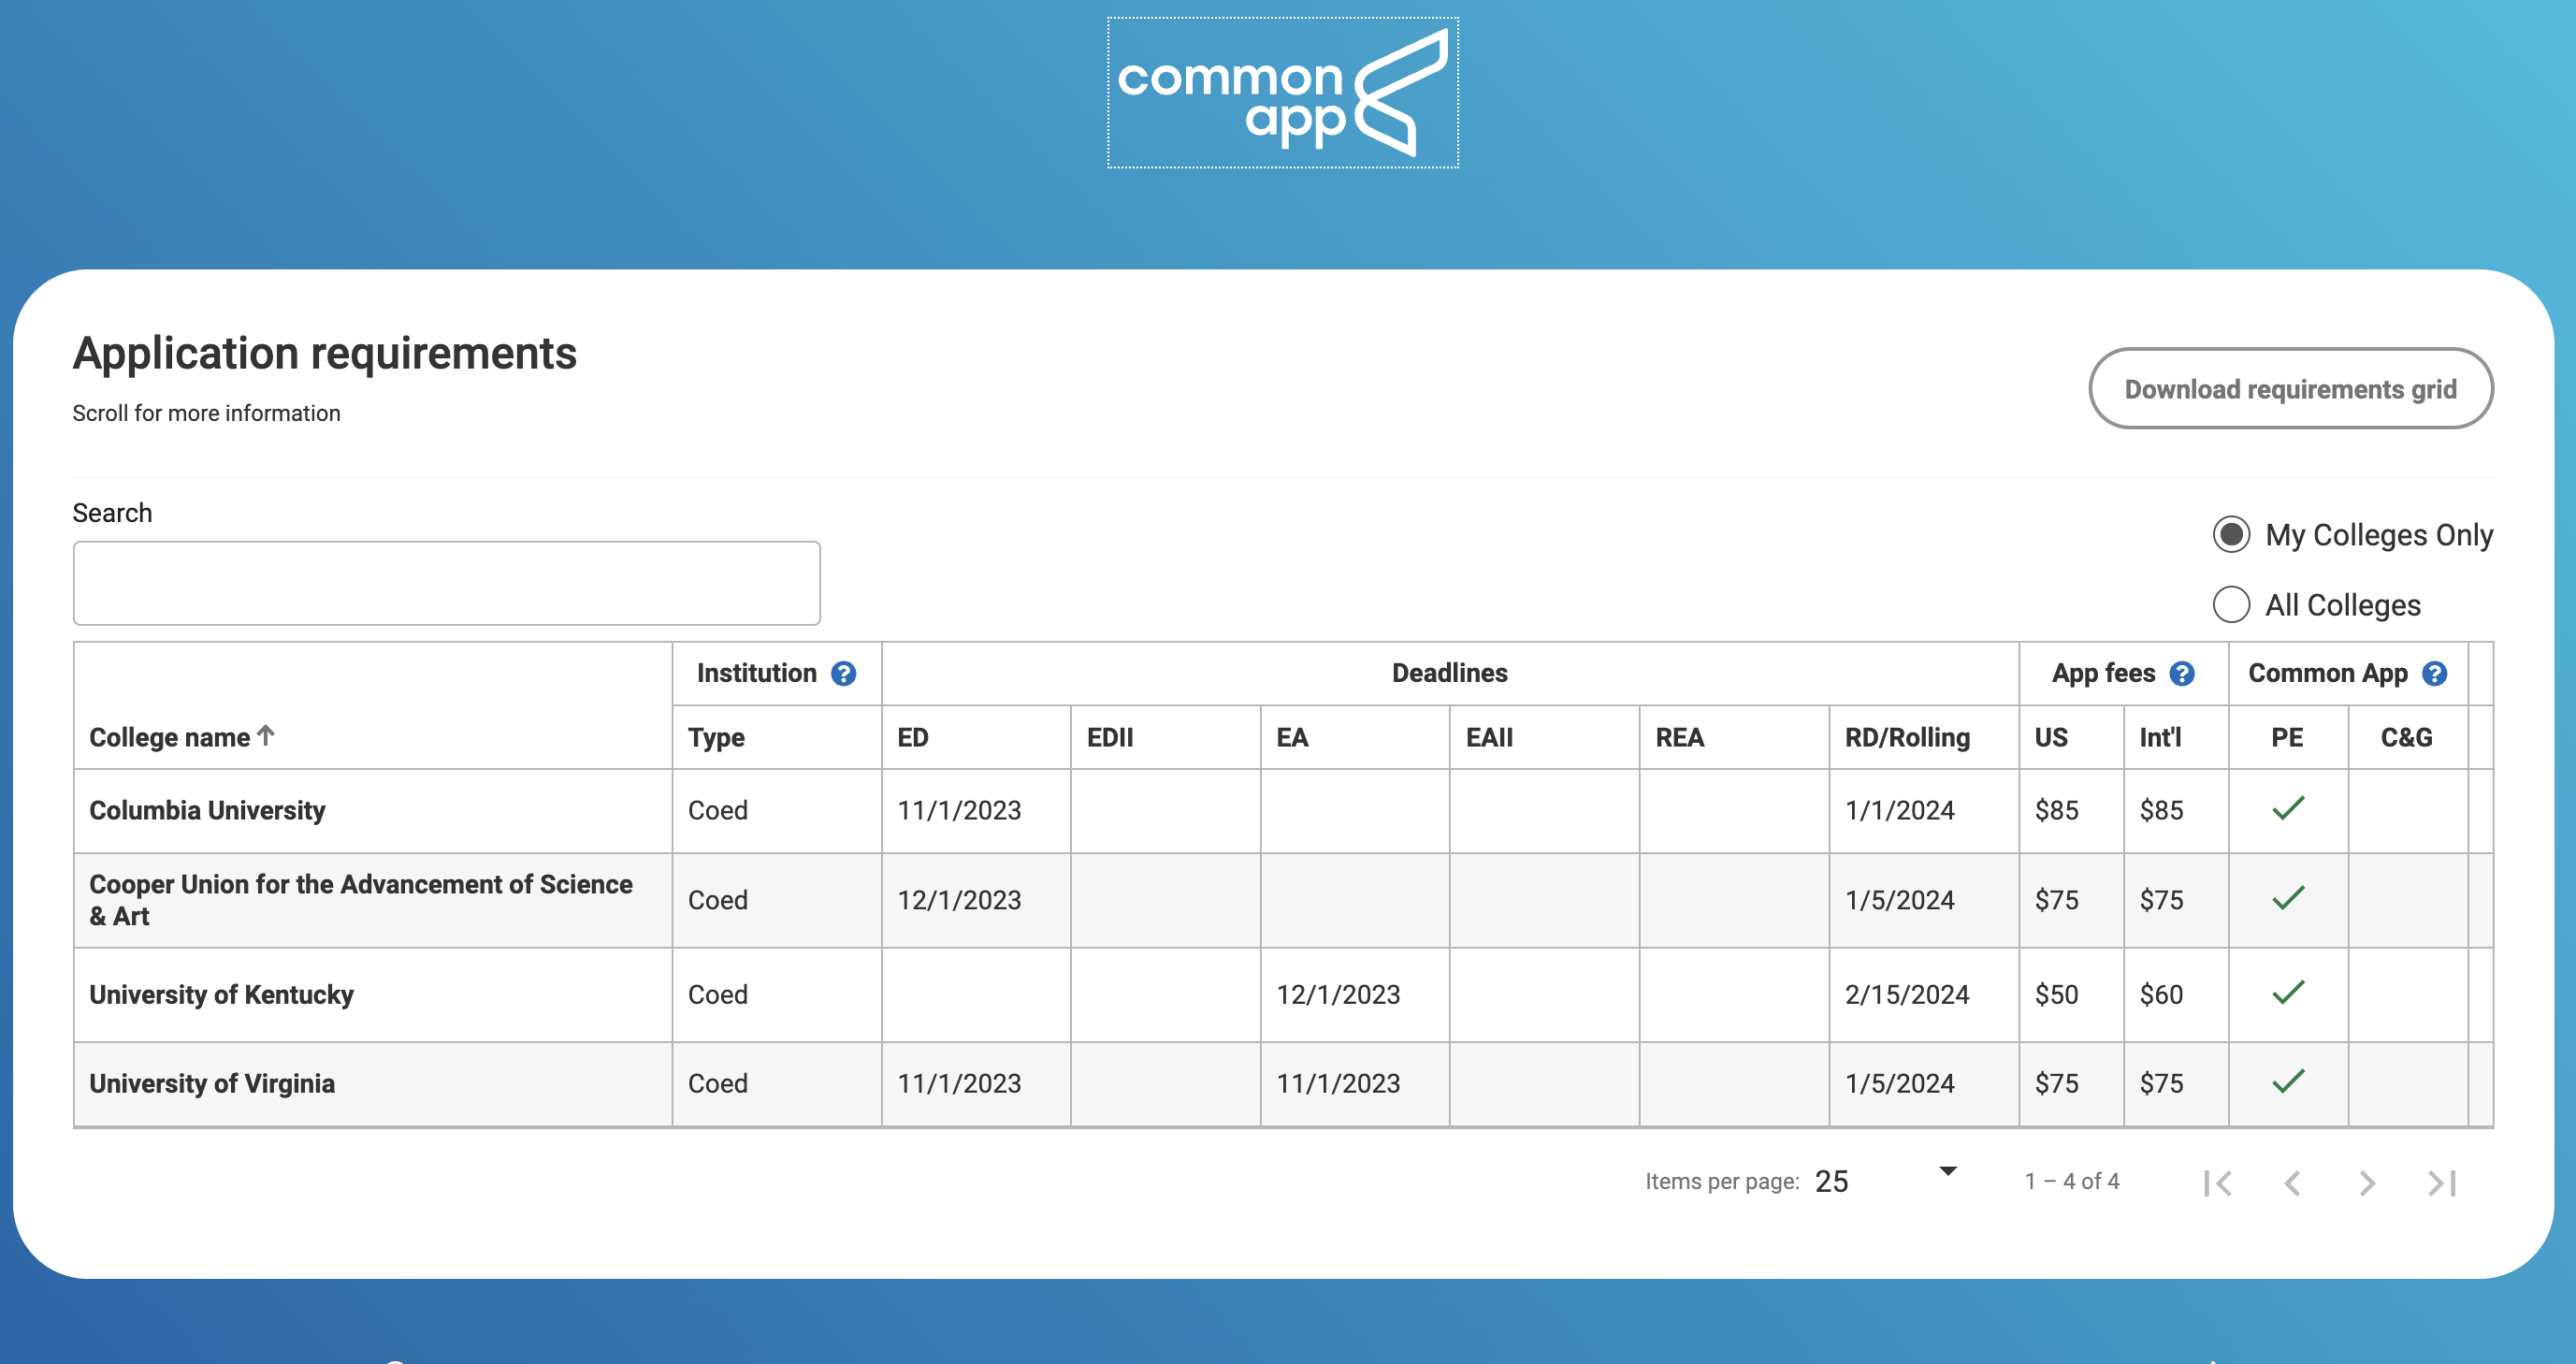 common
app
Application requirements
Download requirements grid
Scroll for more information
Search
My Colleges Only
All Colleges
Institution ? Deadlines App fees ? Common App ?
College name Type ED EDII EA EAII REA RD/Rolling US Int'l PE C&G
Columbia University Coed 11/1/2023 1/1/2024 $85 $85
Cooper Union for the Advancement of Science
& Art Coed 12/1/2023 1/5/2024 $75 $75
University of Kentucky Coed 12/1/2023 2/15/2024 $50 $60
University of Virginia Coed 11/1/2023 11/1/2023 1/5/2024 $75 $75
Items per page: 25 1 – 4 of 4